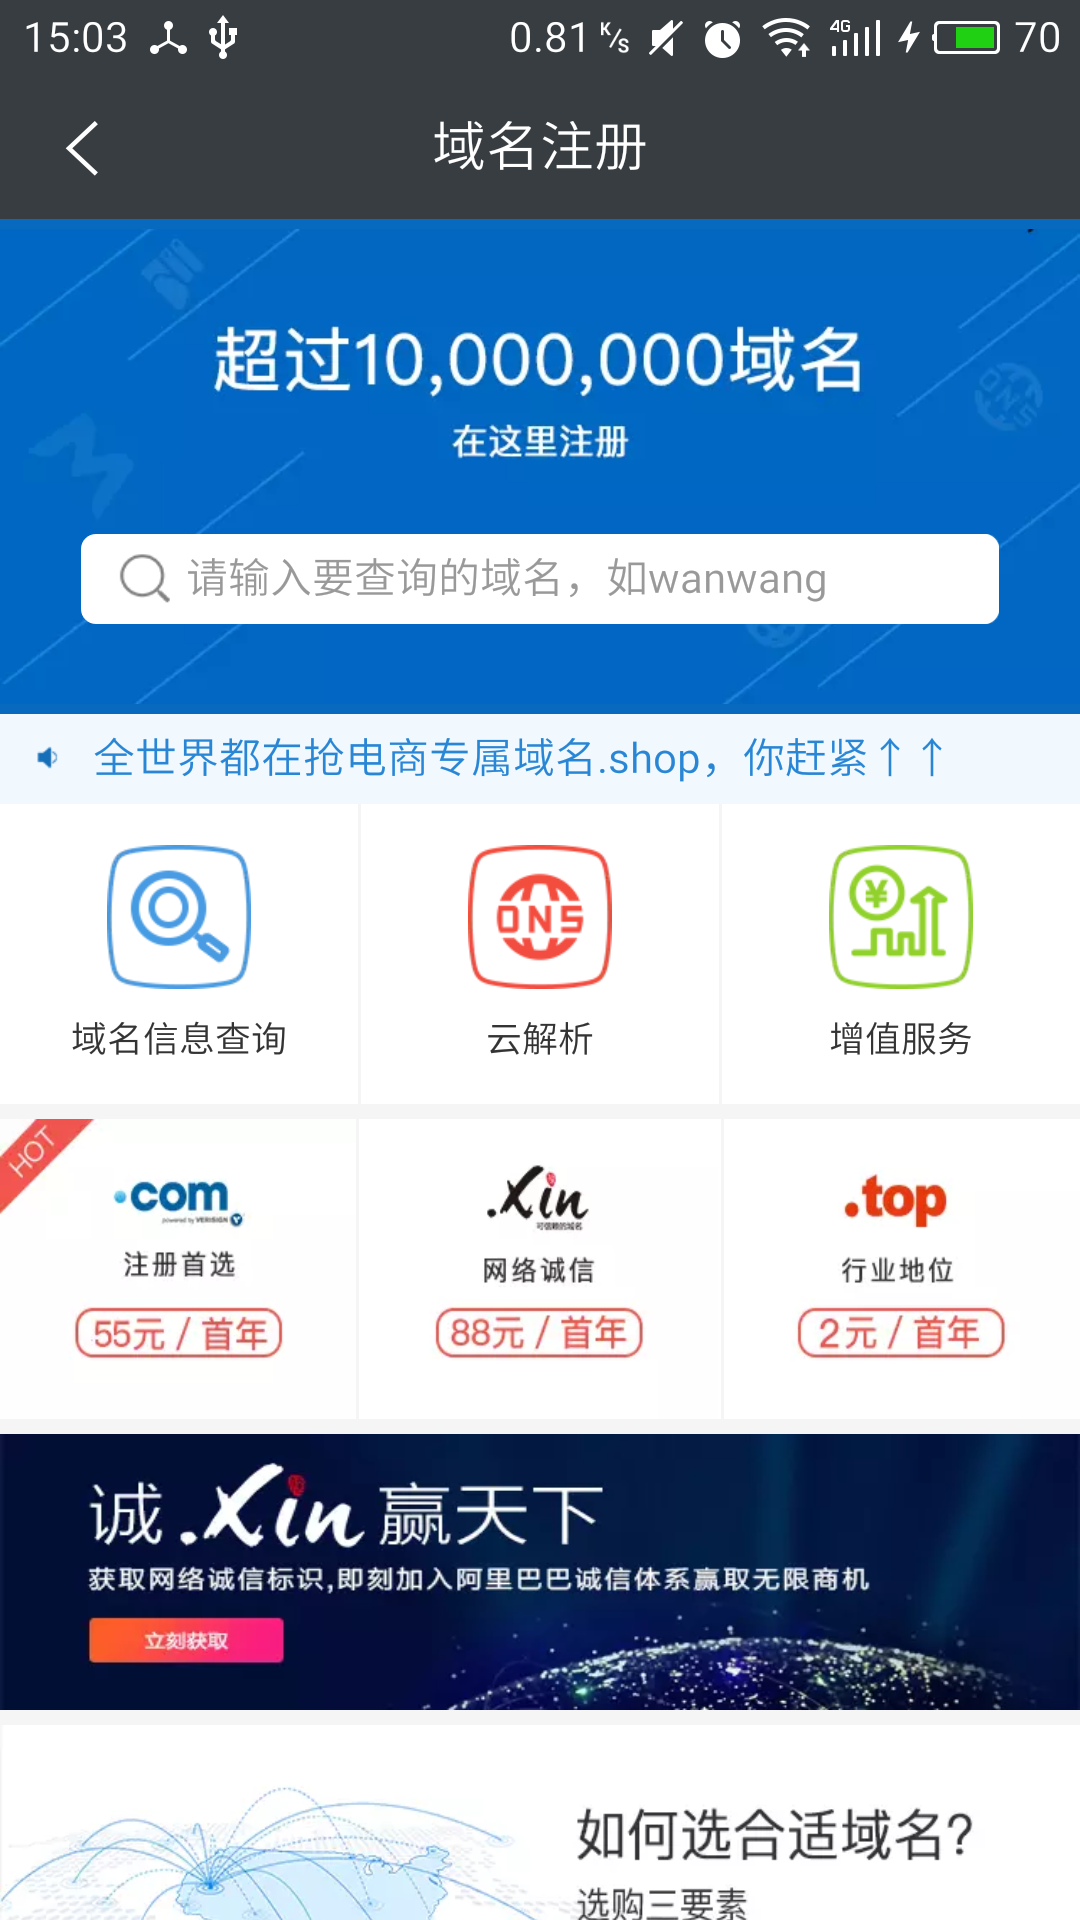 15:03 0.81 K/S 4G 70
域名注册
超过10,000,000域名
在这里注册
请输入要查询的域名，如wanwang
全世界都在抢电商专属域名.shop，你赶紧↑↑
DNS
¥
域名信息查询 云解析 增值服务
HOT
.com .Xin .top
powered by VERISIGN 可信赖的域名
注册首选 网络诚信 行业地位
55元 / 首年 88元 / 首年 2元 / 首年
诚.Xin赢天下
获取网络诚信标识,即刻加入阿里巴巴诚信体系赢取无限商机
立刻获取
如何选合适域名?
选购三要素